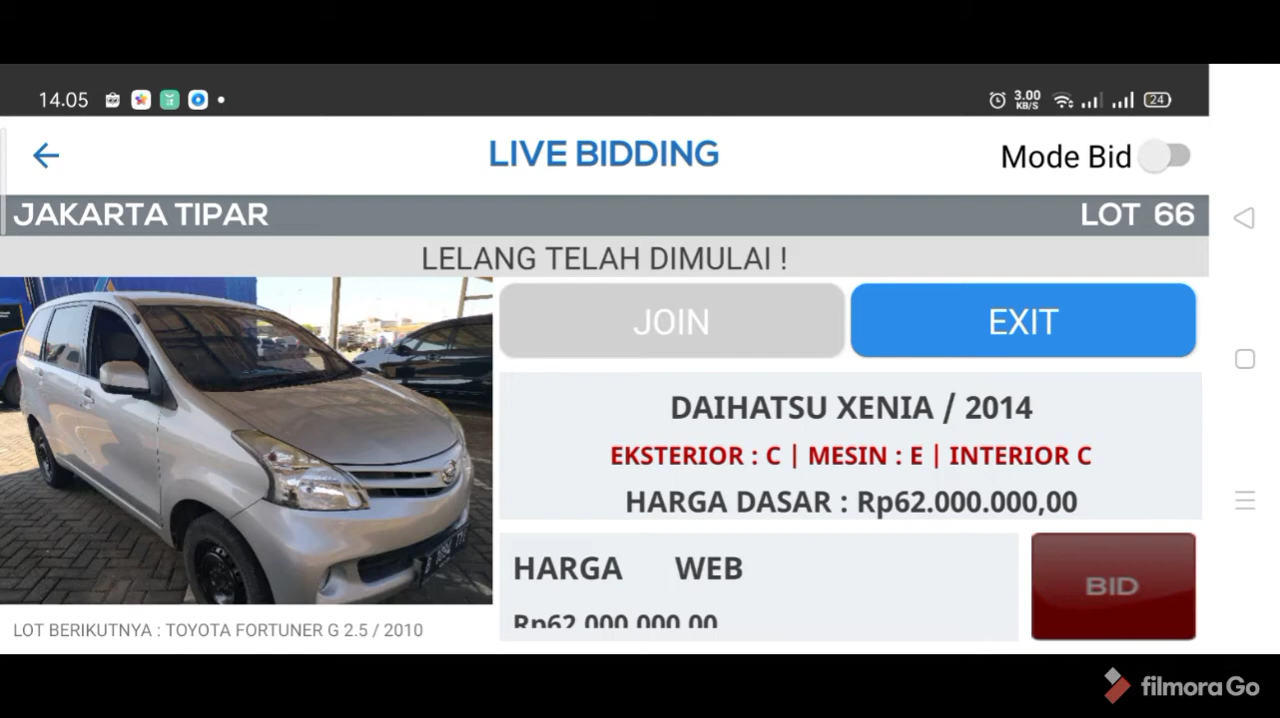 14.05
3.00
KB/S
24
LIVE BIDDING
Mode Bid
JAKARTA TIPAR
LOT 66
LELANG TELAH DIMULAI !
JOIN
EXIT
DAIHATSU XENIA / 2014
EKSTERIOR : C | MESIN : E | INTERIOR C
HARGA DASAR : Rp62.000.000,00
HARGA WEB
BID
Rp62.000.000,00
LOT BERIKUTNYA : TOYOTA FORTUNER G 2.5 / 2010
filmoraGo